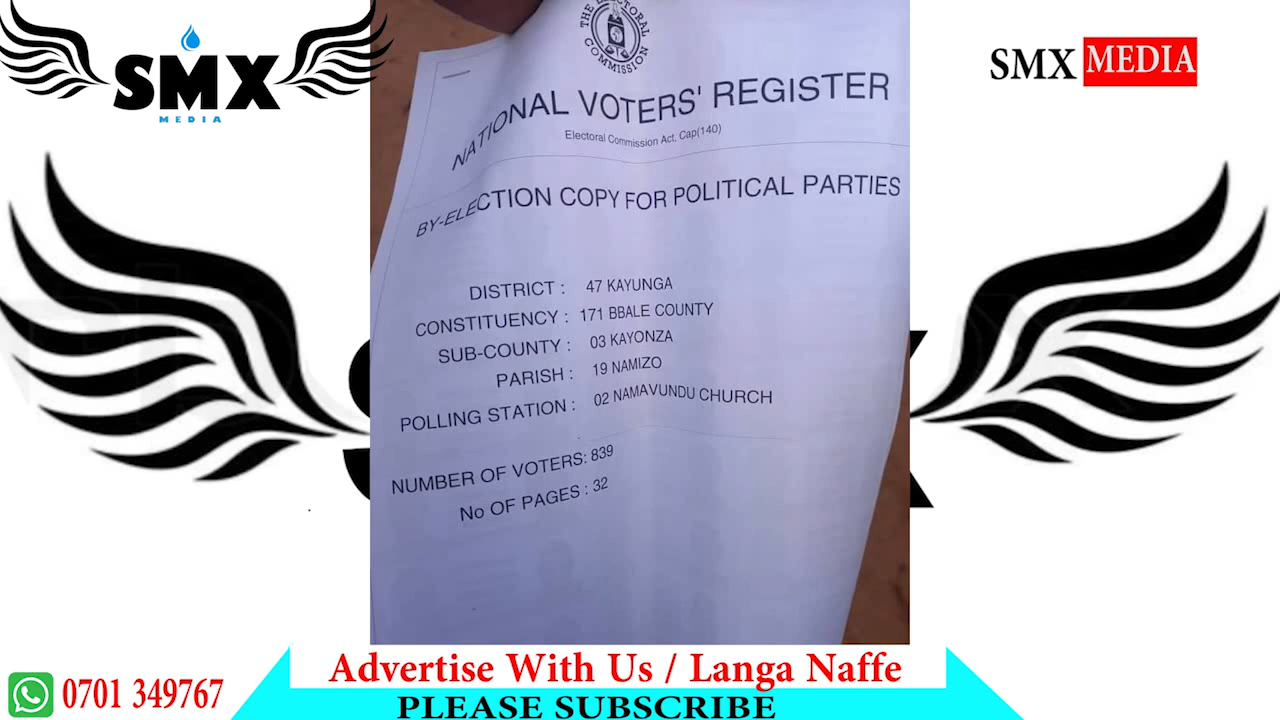 SMX
MEDIA
SMX MEDIA
THE ELECTORAL COMMISSION
NATIONAL VOTERS' REGISTER
Electoral Commission Act, Cap(140)
BY-ELECTION COPY FOR POLITICAL PARTIES
DISTRICT : 47 KAYUNGA
CONSTITUENCY : 171 BBALE COUNTY
SUB-COUNTY : 03 KAYONZA
PARISH : 19 NAMIZO
POLLING STATION : 02 NAMAVUNDU CHURCH
NUMBER OF VOTERS: 839
No OF PAGES : 32
Advertise With Us / Langa Naffe
0701 349767
PLEASE SUBSCRIBE